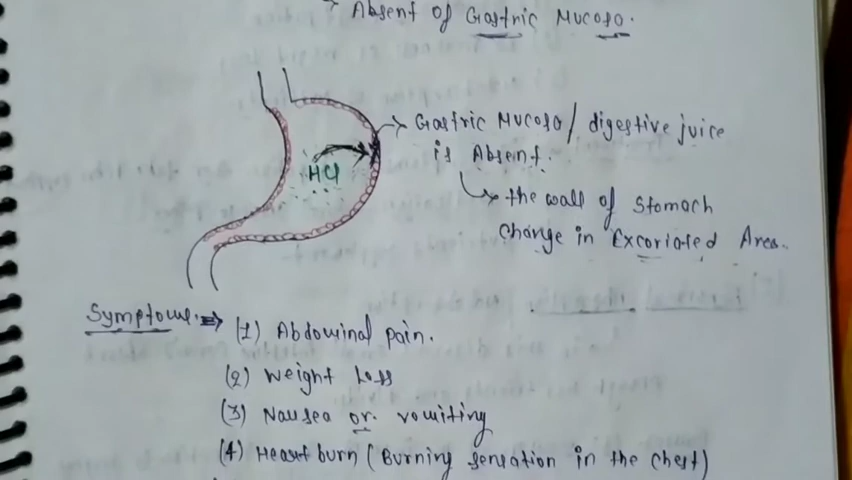 Absent of Gastric Mucosa.
Gastric Mucosa / digestive juice
is Absent.
HCl
the wall of Stomach
Change in Excoriated Area.
Symptoms ⇒ (1) Abdominal pain.
(2) Weight Loss
(3) Nausea or vomiting
(4) Heart burn (Burning sensation in the chest)